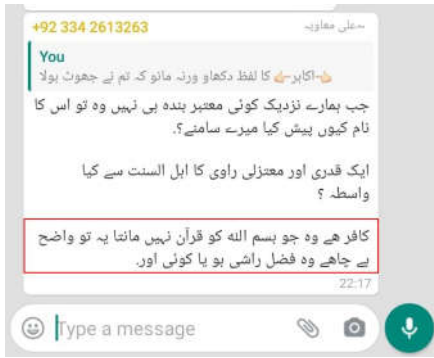 +92 334 2613263
~علی معاویہ
You
👉اکابر👈 کا لفظ دکھاو ورنہ مانو کہ تم نے جھوٹ بولا
جب ہمارے نزدیک کوئی معتبر بندہ ہی نہیں وہ تو اس کا
نام کیوں پیش کیا میرے سامنے؟.
ایک قدری اور معتزلی راوی کا اہل السنت سے کیا
واسطہ ؟
کافر ھے وہ جو بسم اللہ کو قرآن نہیں مانتا یہ تو واضح
ہے چاھے وہ فضل راشی ہو یا کوئی اور.
22:17
Type a message